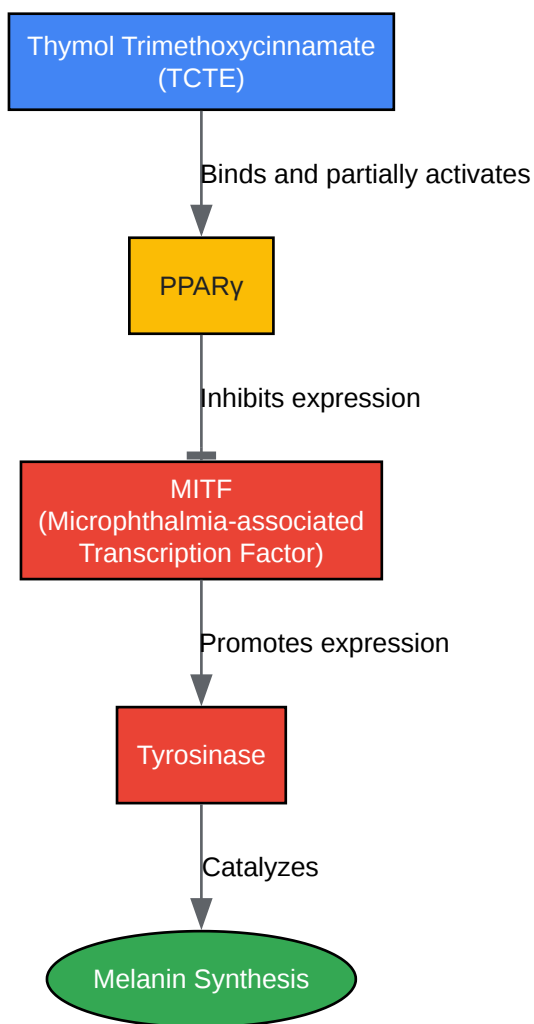 Thymol Trimethoxycinnamate
(TCTE)
Binds and partially activates
PPARγ
Inhibits expression
MITF
(Microphthalmia-associated
Transcription Factor)
Promotes expression
Tyrosinase
Catalyzes
Melanin Synthesis